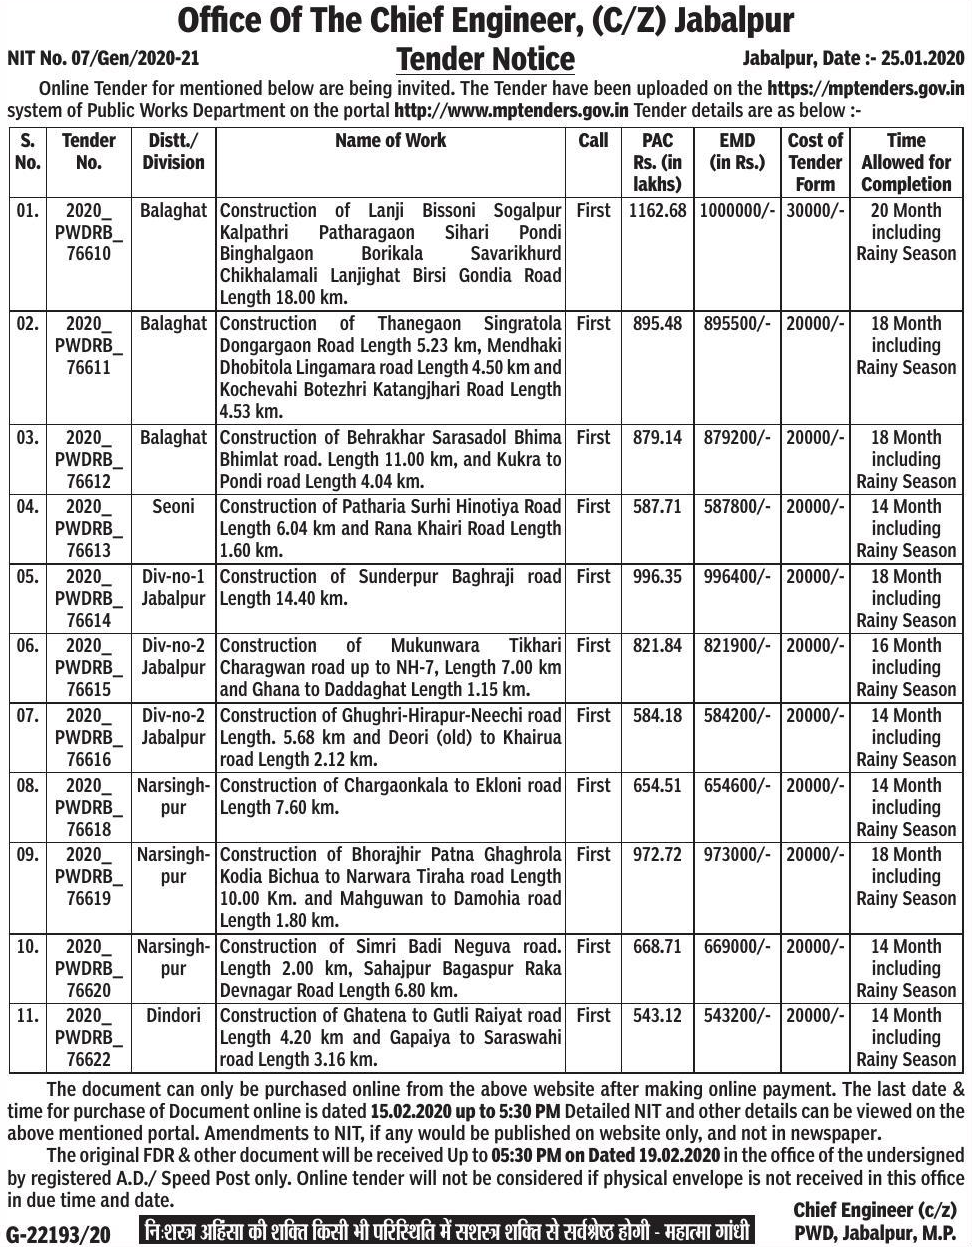 Office Of The Chief Engineer, (C/Z) Jabalpur
NIT No. 07/Gen/2020-21 Tender Notice Jabalpur, Date :- 25.01.2020
Online Tender for mentioned below are being invited. The Tender have been uploaded on the https://mptenders.gov.in
system of Public Works Department on the portal http://www.mptenders.gov.in Tender details are as below :-
S. Tender Distt./ Name of Work Call PAC EMD Cost of Time
No. No. Division Rs. (in (in Rs.) Tender Allowed for
lakhs) Form Completion
01. 2020_ Balaghat Construction of Lanji Bissoni Sogalpur First 1162.68 1000000/- 30000/- 20 Month
PWDRB_ Kalpathri Patharagaon Sihari Pondi including
76610 Binghalgaon Borikala Savarikhurd Rainy Season
Chikhalamali Lanjighat Birsi Gondia Road
Length 18.00 km.
02. 2020_ Balaghat Construction of Thanegaon Singratola First 895.48 895500/- 20000/- 18 Month
PWDRB_ Dongargaon Road Length 5.23 km, Mendhaki including
76611 Dhobitola Lingamara road Length 4.50 km and Rainy Season
Kochevahi Botezhri Katangjhari Road Length
4.53 km.
03. 2020_ Balaghat Construction of Behrakhar Sarasadol Bhima First 879.14 879200/- 20000/- 18 Month
PWDRB_ Bhimlat road. Length 11.00 km, and Kukra to including
76612 Pondi road Length 4.04 km. Rainy Season
04. 2020_ Seoni Construction of Patharia Surhi Hinotiya Road First 587.71 587800/- 20000/- 14 Month
PWDRB_ Length 6.04 km and Rana Khairi Road Length including
76613 1.60 km. Rainy Season
05. 2020_ Div-no-1 Construction of Sunderpur Baghraji road First 996.35 996400/- 20000/- 18 Month
PWDRB_ Jabalpur Length 14.40 km. including
76614 Rainy Season
06. 2020_ Div-no-2 Construction of Mukunwara Tikhari First 821.84 821900/- 20000/- 16 Month
PWDRB_ Jabalpur Charagwan road up to NH-7, Length 7.00 km including
76615 and Ghana to Daddaghat Length 1.15 km. Rainy Season
07. 2020_ Div-no-2 Construction of Ghughri-Hirapur-Neechi road First 584.18 584200/- 20000/- 14 Month
PWDRB_ Jabalpur Length. 5.68 km and Deori (old) to Khairua including
76616 road Length 2.12 km. Rainy Season
08. 2020_ Narsingh- Construction of Chargaonkala to Ekloni road First 654.51 654600/- 20000/- 14 Month
PWDRB_ pur Length 7.60 km. including
76618 Rainy Season
09. 2020_ Narsingh- Construction of Bhorajhir Patna Ghaghrola First 972.72 973000/- 20000/- 18 Month
PWDRB_ pur Kodia Bichua to Narwara Tiraha road Length including
76619 10.00 Km. and Mahguwan to Damohia road Rainy Season
Length 1.80 km.
10. 2020_ Narsingh- Construction of Simri Badi Neguva road. First 668.71 669000/- 20000/- 14 Month
PWDRB_ pur Length 2.00 km, Sahajpur Bagaspur Raka including
76620 Devnagar Road Length 6.80 km. Rainy Season
11. 2020_ Dindori Construction of Ghatena to Gutli Raiyat road First 543.12 543200/- 20000/- 14 Month
PWDRB_ Length 4.20 km and Gapaiya to Saraswahi including
76622 road Length 3.16 km. Rainy Season
The document can only be purchased online from the above website after making online payment. The last date &
time for purchase of Document online is dated 15.02.2020 up to 5:30 PM Detailed NIT and other details can be viewed on the
above mentioned portal. Amendments to NIT, if any would be published on website only, and not in newspaper.
The original FDR & other document will be received Up to 05:30 PM on Dated 19.02.2020 in the office of the undersigned
by registered A.D./ Speed Post only. Online tender will not be considered if physical envelope is not received in this office
in due time and date.
Chief Engineer (c/z)
G-22193/20 निःशस्त्र अहिंसा की शक्ति किसी भी परिस्थिति में सशस्त्र शक्ति से सर्वश्रेष्ठ होगी - महात्मा गांधी PWD, Jabalpur, M.P.